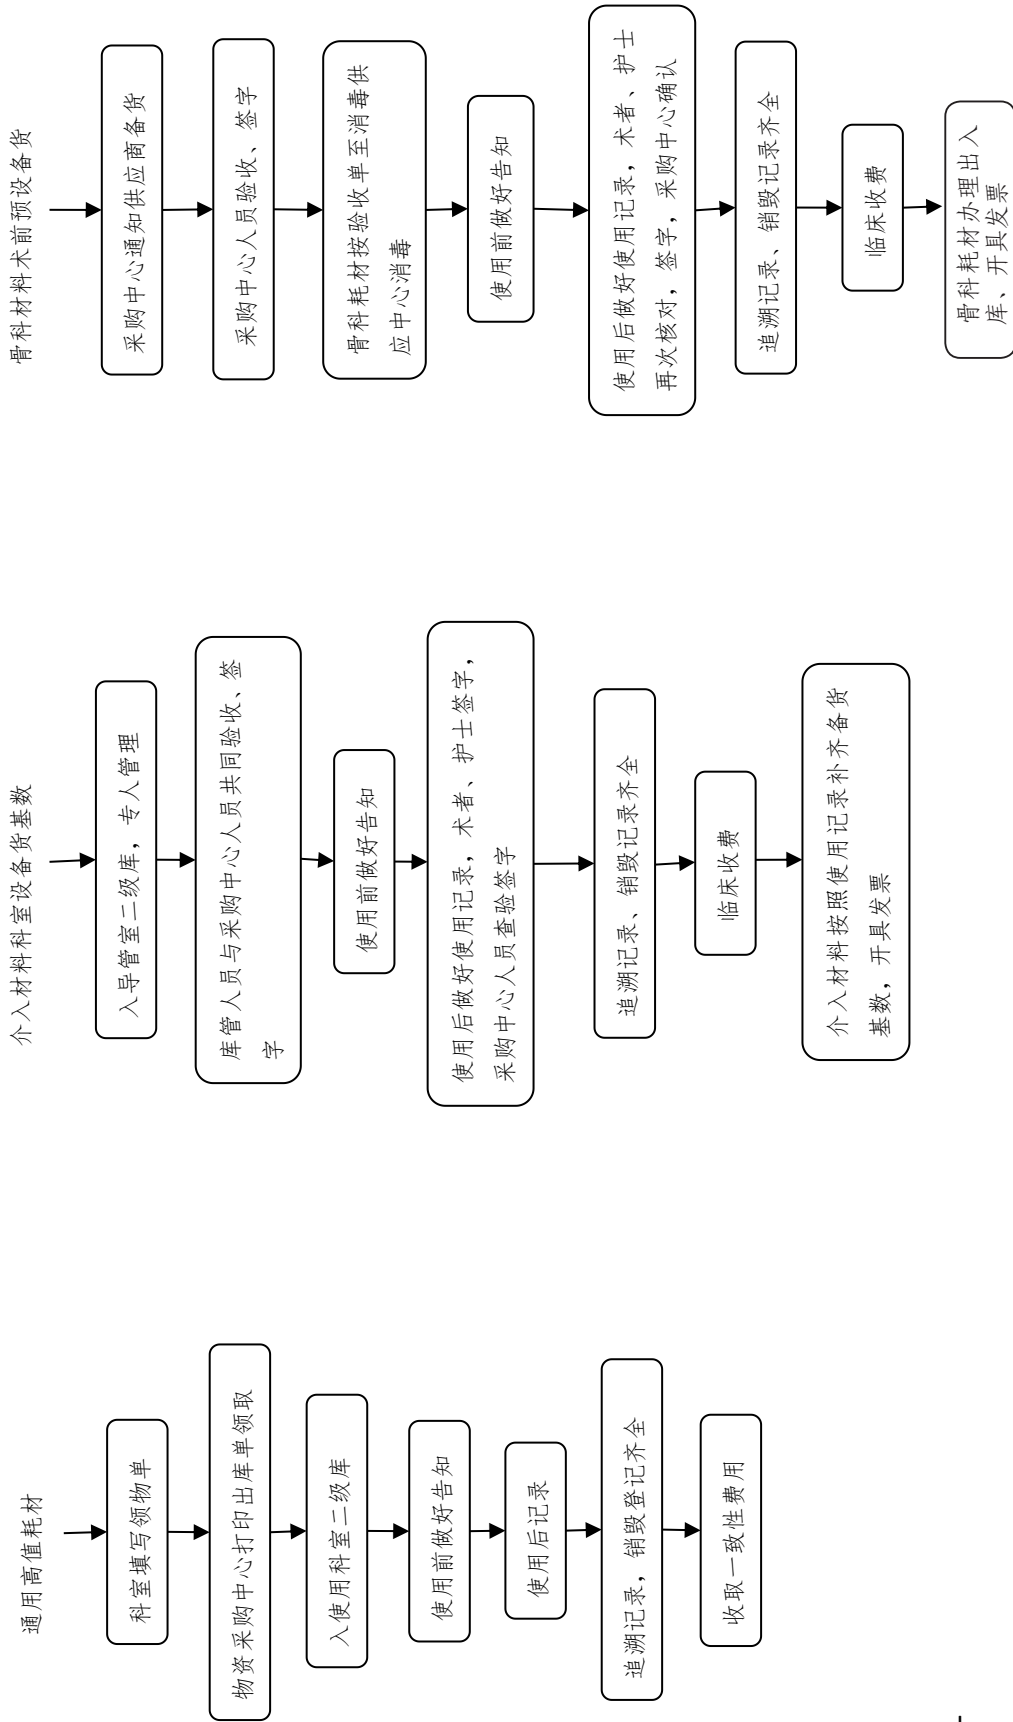 通用高值耗材
科室填写领物单
物资采购中心打印出库单领取
入使用科室二级库
使用前做好告知
使用后记录
追溯记录，销毁登记齐全
收取一致性费用
介入材料科室设备货基数
入导管室二级库，专人管理
库管人员与采购中心人员共同验收、签
字
使用前做好告知
使用后做好使用记录，术者、护士签字，
采购中心人员查验签字
追溯记录、销毁记录齐全
临床收费
介入材料按照使用记录补齐备货
基数，开具发票
骨科材料术前预设备货
采购中心通知供应商备货
采购中心人员验收、签字
骨科耗材按验收单至消毒供
应中心消毒
使用前做好告知
使用后做好使用记录，术者、护士
再次核对，签字，采购中心确认
追溯记录、销毁记录齐全
临床收费
骨科耗材办理出入
库、开具发票